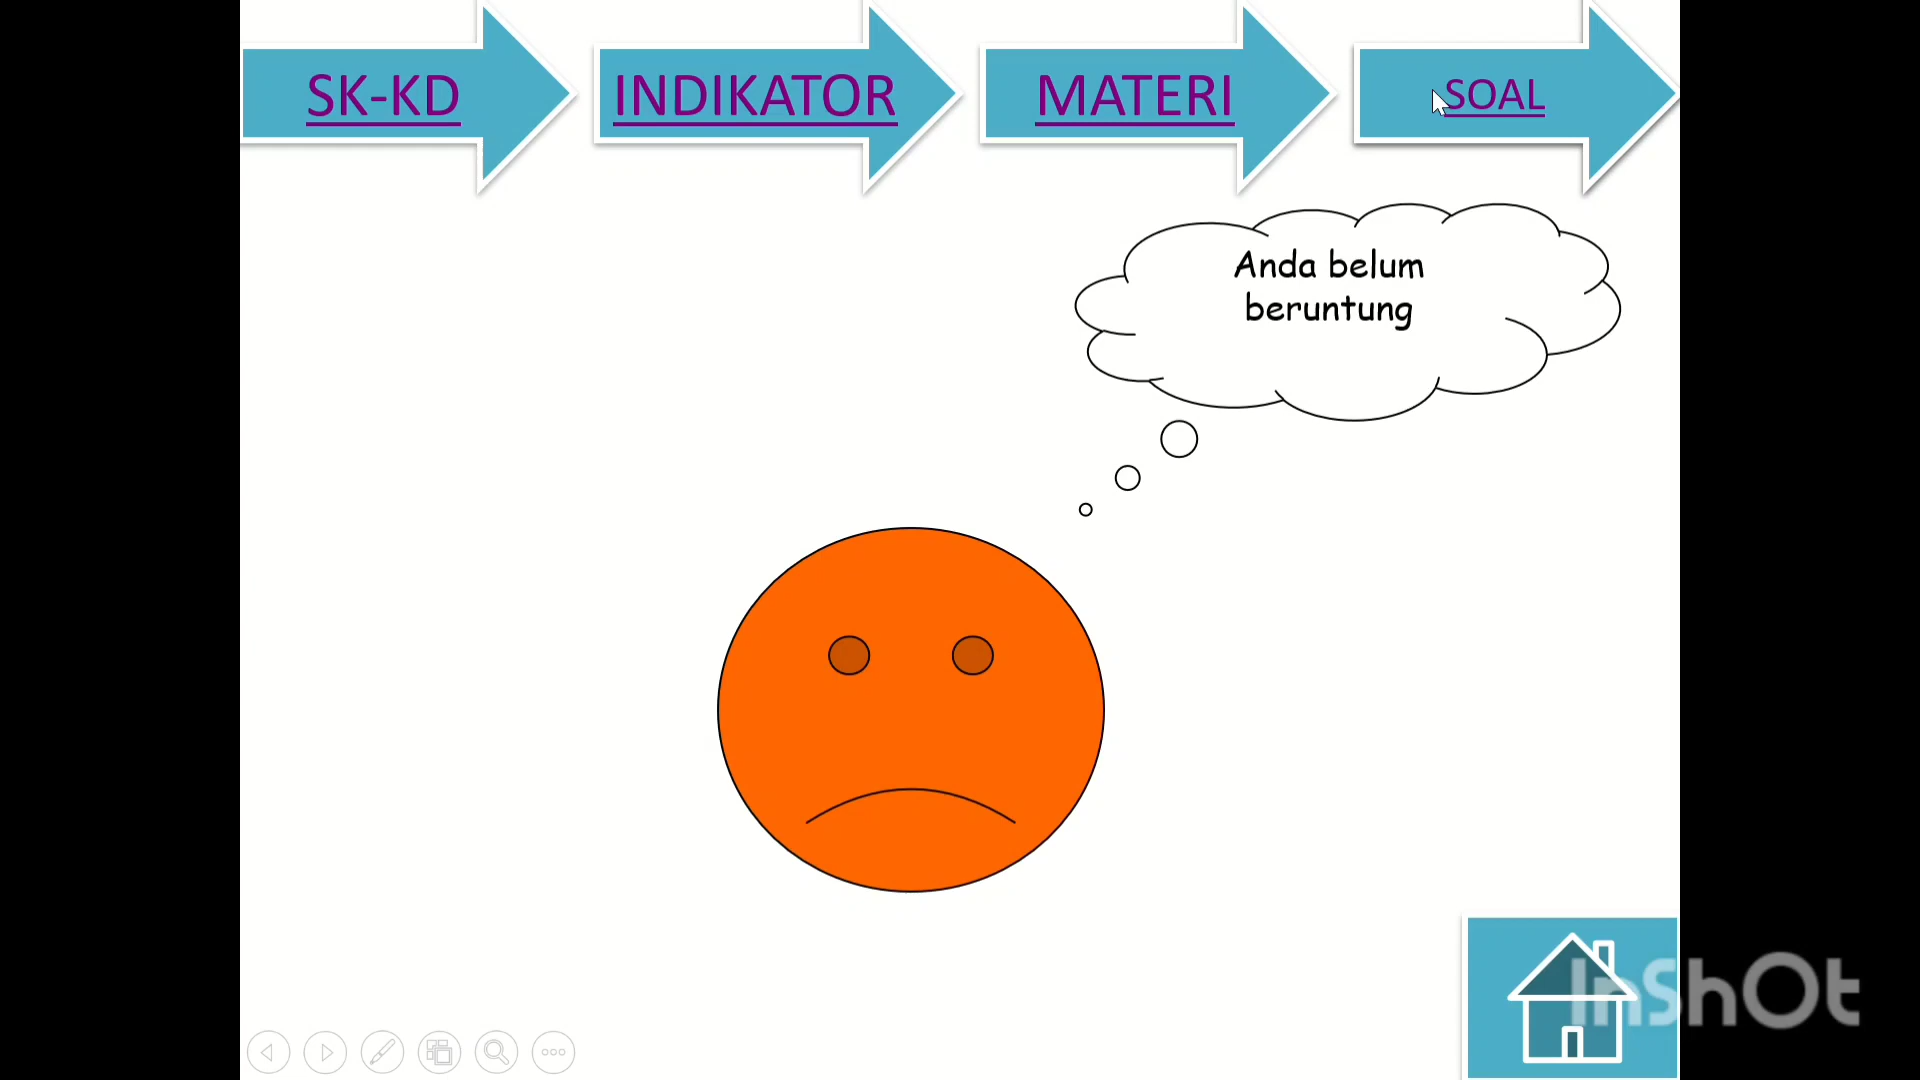 SK-KD
INDIKATOR
MATERI
SOAL
Anda belum
beruntung
InShOt